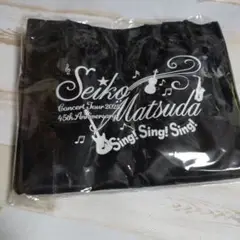 Seiko
Matsuda
Concert Tour 2025
45th Anniversary
Sing! Sing! Sing!